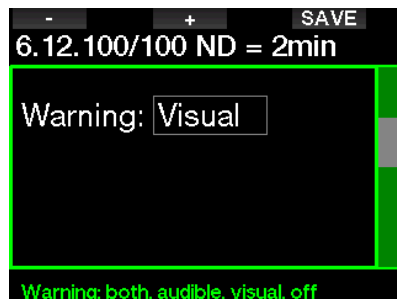 - + SAVE
6.12.100/100 ND = 2min
Warning: Visual
Warning: both, audible, visual, off